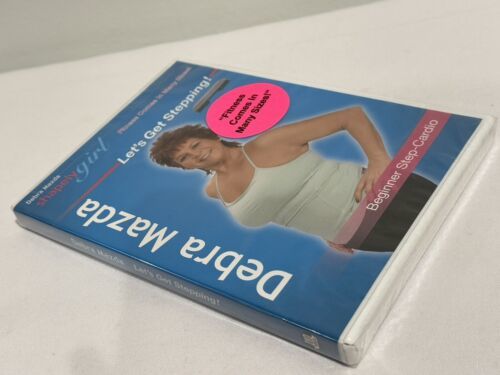 Debra Mazda
shapelygirl
Fitness Comes in Many Sizes!
Let's Get Stepping!
"Fitness
Comes In
Many Sizes!"
Debra Mazda
Beginner Step-Cardio
Debra Mazda Let's Get Stepping!